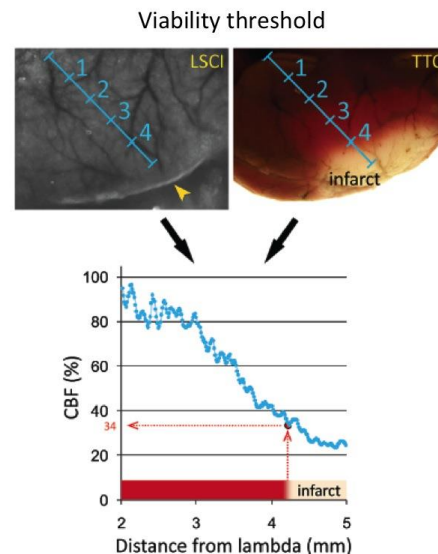 Viability threshold
LSCI
1
2
3
4
TTC
1
2
3
4
infarct
100
80
60
40
34
20
0
CBF (%)
infarct
2
3
4
5
Distance from lambda (mm)